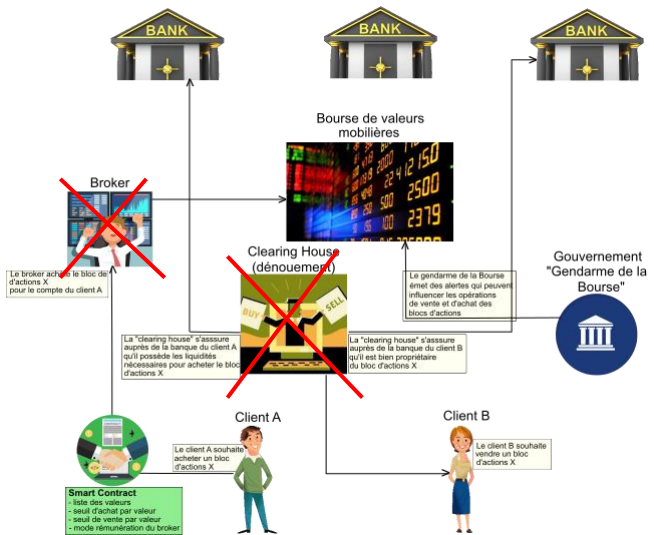 BANK
BANK
BANK
Bourse de valeurs
mobilières
Broker
Le broker achète le bloc de
d'actions X
pour le compte du client A
Clearing House
(dénouement)
BUY
SELL
Gouvernement
"Gendarme de la
Bourse"
Le gendarme de la Bourse
émet des alertes qui peuvent
influencer les opérations
de vente et d'achat des
blocs d'actions
La "clearing house" s'asssure
auprès de la banque du client A
qu'il possède les liquidités
nécessaires pour acheter le bloc
d'actions X
La "clearing house" s'asssure
auprès de la banque du client B
qu'il est bien propriétaire
du bloc d'actions X
Client A
Le client A souhaite
acheter un bloc
d'actions X
Client B
Le client B souhaite
vendre un bloc
d'actions X
Smart Contract
- liste des valeurs
- seuil d'achat par valeur
- seuil de vente par valeur
- mode rémunération du broker
2500
2379